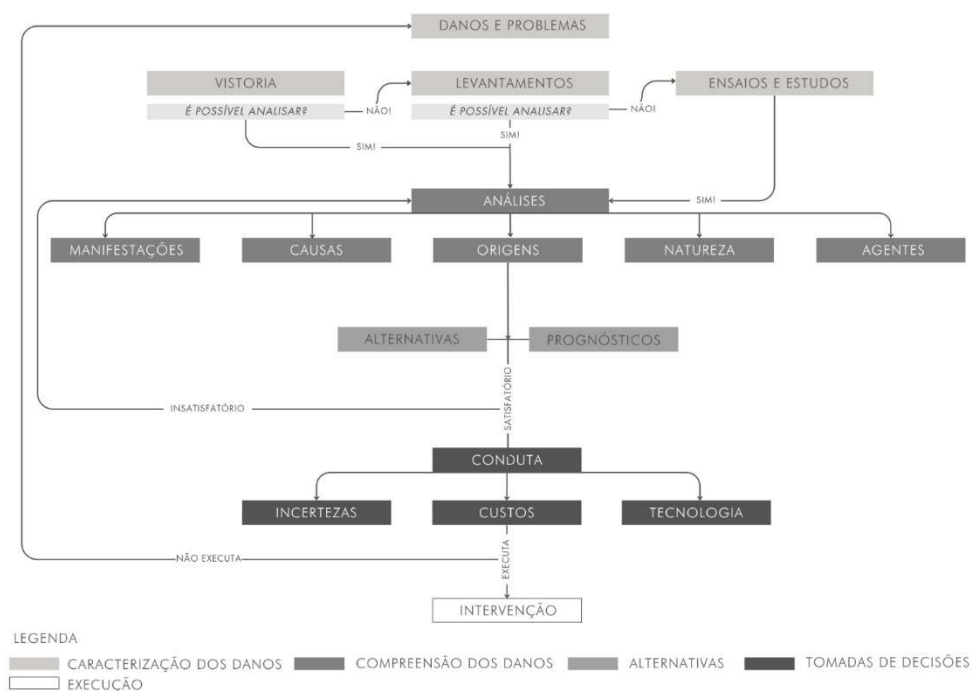 DANOS E PROBLEMAS
VISTORIA
LEVANTAMENTOS
ENSAIOS E ESTUDOS
É POSSÍVEL ANALISAR?
NÃO!
É POSSÍVEL ANALISAR?
NÃO!
SIM!
SIM!
ANÁLISES
SIM!
MANIFESTAÇÕES
CAUSAS
ORIGENS
NATUREZA
AGENTES
ALTERNATIVAS
PROGNÓSTICOS
INSATISFATÓRIO
SATISFATÓRIO
CONDUTA
INCERTEZAS
CUSTOS
TECNOLOGIA
NÃO EXECUTA
EXECUTA
INTERVENÇÃO
LEGENDA
CARACTERIZAÇÃO DOS DANOS
COMPREENSÃO DOS DANOS
ALTERNATIVAS
TOMADAS DE DECISÕES
EXECUÇÃO